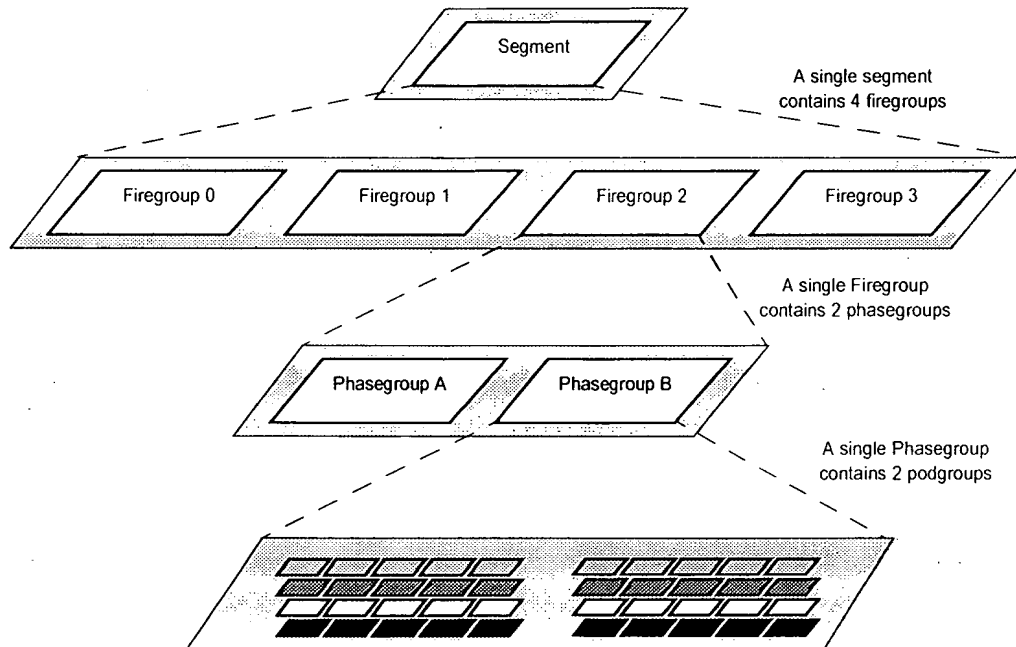 Segment
A single segment
contains 4 firegroups
Firegroup 0
Firegroup 1
Firegroup 2
Firegroup 3
A single Firegroup
contains 2 phasegroups
Phasegroup A
Phasegroup B
A single Phasegroup
contains 2 podgroups